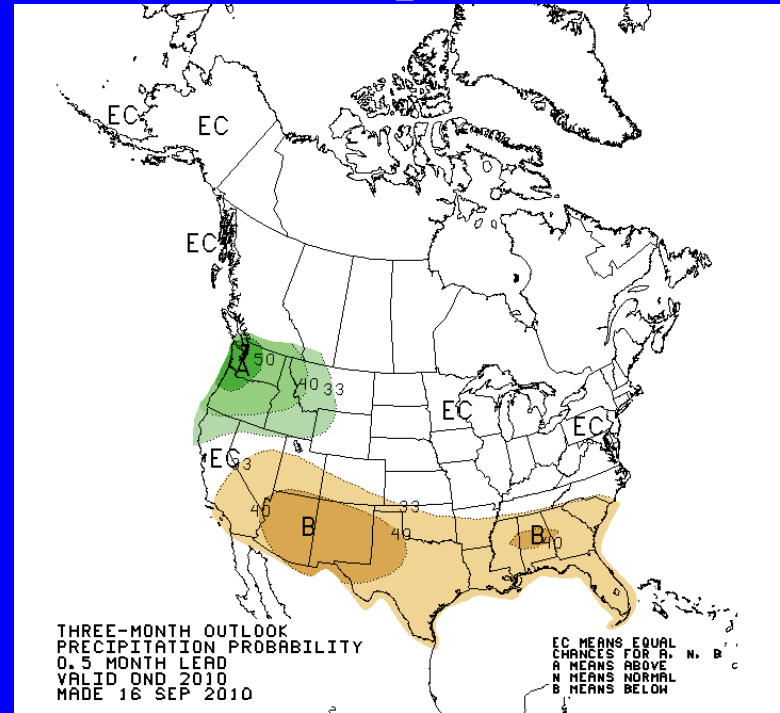 EC
EC
EC
50
A
40
33
EC
EC
EC
3
33
40
B
40
B
40
THREE-MONTH OUTLOOK
PRECIPITATION PROBABILITY
0.5 MONTH LEAD
VALID OND 2010
MADE 16 SEP 2010
EC MEANS EQUAL
CHANCES FOR A, N, B
A MEANS ABOVE
N MEANS NORMAL
B MEANS BELOW